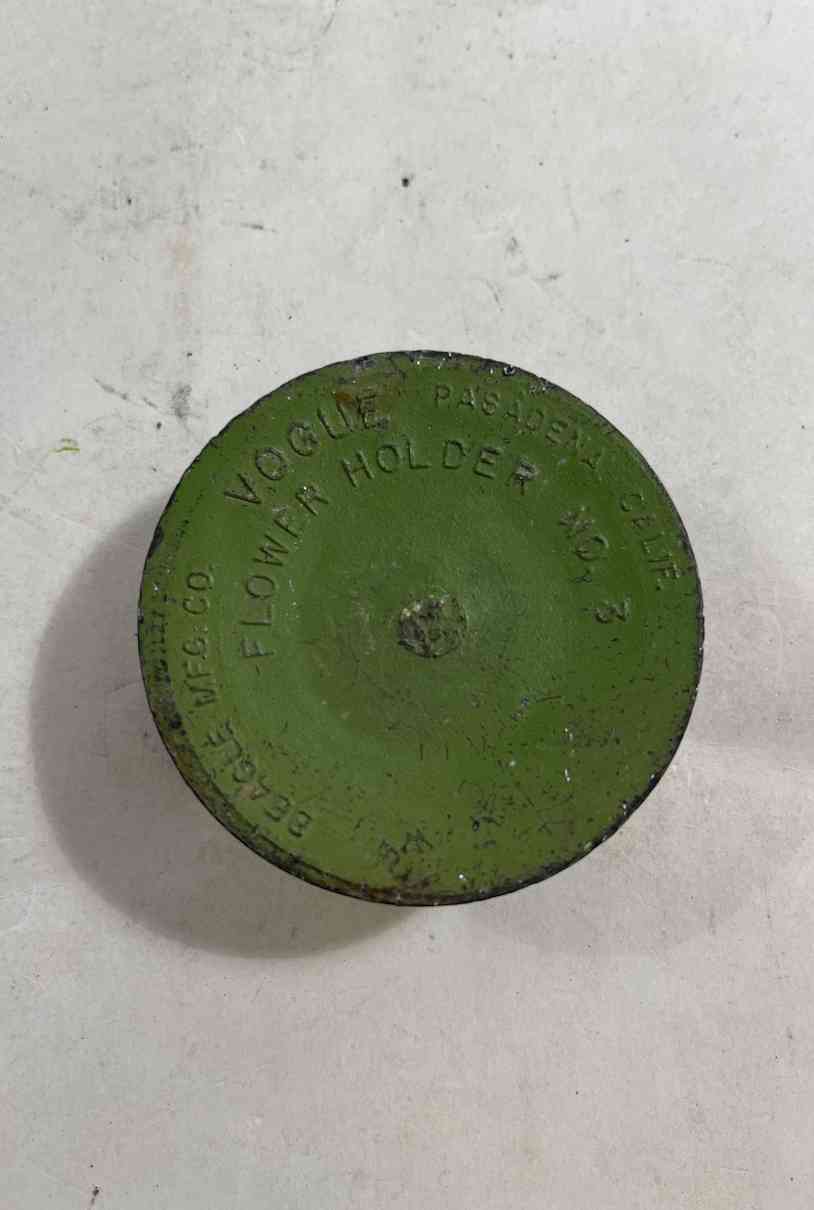 VOGUE
FLOWER HOLDER NO. 3
BEAGLE MFG. CO.
PASADENA CALIF.